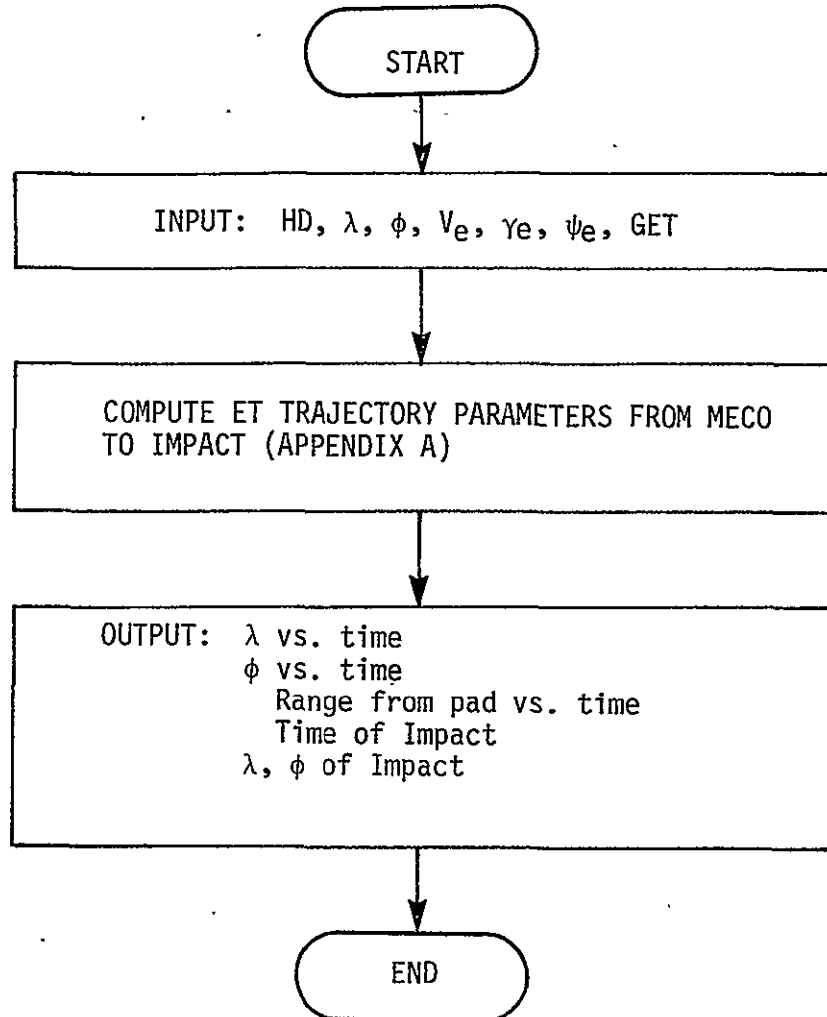 START
INPUT: HD, λ, ϕ, Vₑ, γₑ, ψₑ, GET
COMPUTE ET TRAJECTORY PARAMETERS FROM MECO
TO IMPACT (APPENDIX A)
OUTPUT: λ vs. time
ϕ vs. time
Range from pad vs. time
Time of Impact
λ, ϕ of Impact
END